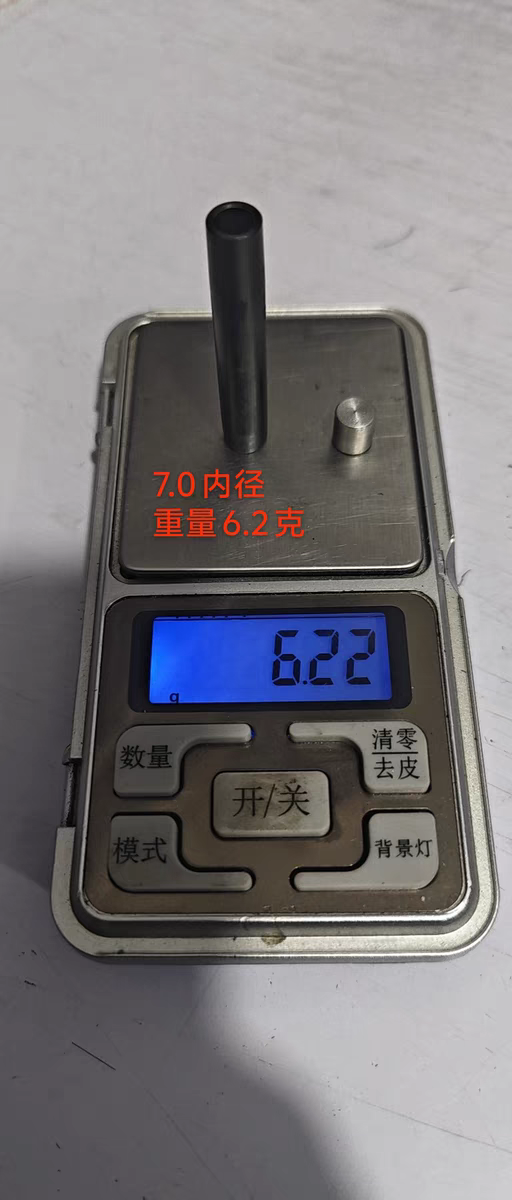 7.0内径
重量6.2克
6.22
g
数量
清零
去皮
开/关
模式
背景灯